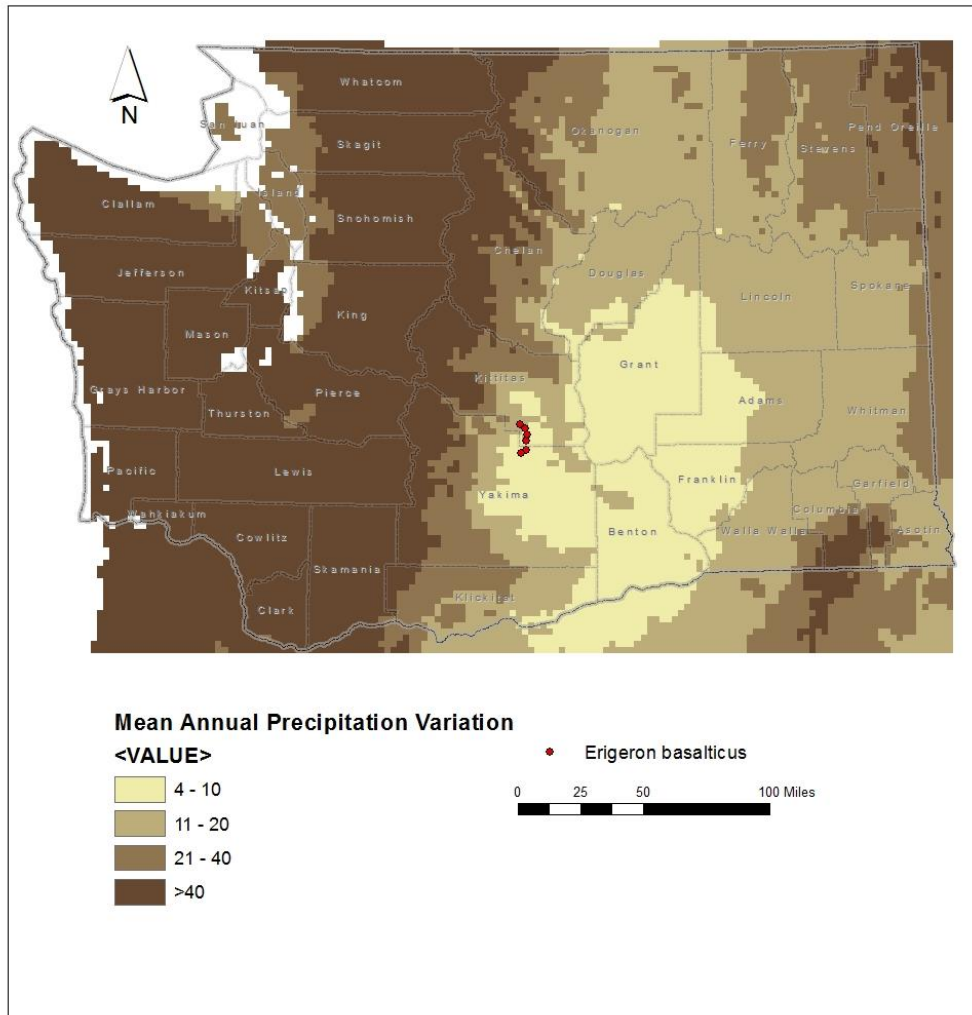 N
Whatcom
San Juan
Okanogan
Pend Oreille
Skagit
Ferry
Stevens
Island
Clallam
Snohomish
Chelan
Jefferson
Douglas
Kitsap
Lincoln
Spokane
King
Mason
Grant
Kittitas
Grays Harbor
Pierce
Adams
Thurston
Whitman
Pacific
Lewis
Yakima
Franklin
Garfield
Wahkiakum
Columbia
Benton
Walla Walla
Asotin
Cowlitz
Skamania
Klickitat
Clark
Mean Annual Precipitation Variation
<VALUE>
4 - 10
11 - 20
21 - 40
>40
Erigeron basalticus
0 25 50 100 Miles